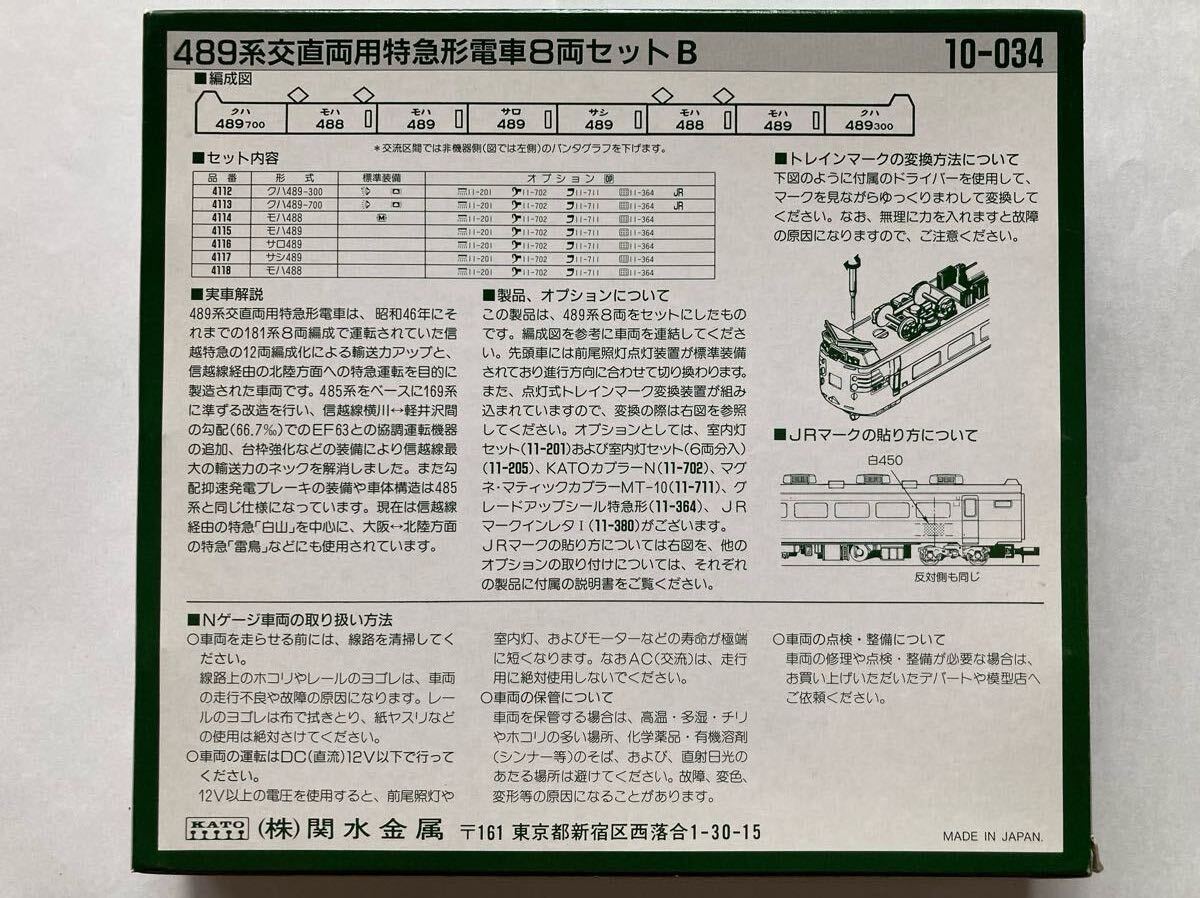 489系交直両用特急形電車8両セットB 10-034
■編成図
クハ モハ モハ サロ サシ モハ モハ クハ
489700 488 489 489 489 488 489 489300
*交流区間では非機器側(図では左側)のパンタグラフを下げます。
■セット内容
品番 形式 標準装備 オプション
4112 クハ489-300 11-201 11-702 11-711 11-364 JR
4113 クハ489-700 11-201 11-702 11-711 11-364 JR
4114 モハ488 M 11-201 11-702 11-711 11-364
4115 モハ489 11-201 11-702 11-711 11-364
4116 サロ489 11-201 11-702 11-711 11-364
4117 サシ489 11-201 11-702 11-711 11-364
4118 モハ488 11-201 11-702 11-711 11-364
■実車解説
489系交直両用特急形電車は、昭和46年にそ
れまでの181系8両編成で運転されていた信
越特急の12両編成化による輸送力アップと、
信越線経由の北陸方面への特急運転を目的に
製造された車両です。485系をベースに169系
に準ずる改造を行い、信越線横川↔軽井沢間
の勾配(66.7‰)でのEF63との協調運転機器
の追加、台枠強化などの装備により信越線最
大の輸送力のネックを解消しました。また勾
配抑速発電ブレーキの装備や車体構造は485
系と同じ仕様になっています。現在は信越線
経由の特急「白山」を中心に、大阪↔北陸方面
の特急「雷鳥」などにも使用されています。
■製品、オプションについて
この製品は、489系8両をセットにしたもの
です。編成図を参考に車両を連結してくださ
い。先頭車には前尾照灯点灯装置が標準装備
されており進行方向に合わせて切り換わります。
また、点灯式トレインマーク変換装置が組み
込まれていますので、変換の際は右図を参照
してください。オプションとしては、室内灯
セット(11-201)および室内灯セット(6両分入)
(11-205)、KATOカプラーN(11-702)、マグ
ネ・マティックカプラーMT-10(11-711)、グ
レードアップシール特急形(11-364)、JR
マークインレタⅠ(11-380)がございます。
JRマークの貼り方については右図を、他の
オプションの取り付けについては、それぞれ
の製品に付属の説明書をご覧ください。
■トレインマークの変換方法について
下図のように付属のドライバーを使用して、
マークを見ながらゆっくりまわして変換して
ください。なお、無理に力を入れますと故障
の原因になりますので、ご注意ください。
■JRマークの貼り方について
白450
反対側も同じ
■Nゲージ車両の取り扱い方法
○車両を走らせる前には、線路を清掃してく
ださい。
線路上のホコリやレールのヨゴレは、車両
の走行不良や故障の原因になります。レー
ルのヨゴレは布で拭きとり、紙ヤスリなど
の使用は絶対さけてください。
○車両の運転はDC(直流)12V以下で行って
ください。
12V以上の電圧を使用すると、前尾照灯や
室内灯、およびモーターなどの寿命が極端
に短くなります。なおAC(交流)は、走行
用に絶対使用しないでください。
○車両の保管について
車両を保管する場合は、高温・多湿・チリ
やホコリの多い場所、化学薬品・有機溶剤
(シンナー等)のそば、および、直射日光の
あたる場所は避けてください。故障、変色、
変形等の原因になることがあります。
○車両の点検・整備について
車両の修理や点検・整備が必要な場合は、
お買い上げいただいたデパートや模型店へ
ご依頼ください。
KATO (株)関水金属 〒161 東京都新宿区西落合1-30-15
MADE IN JAPAN.